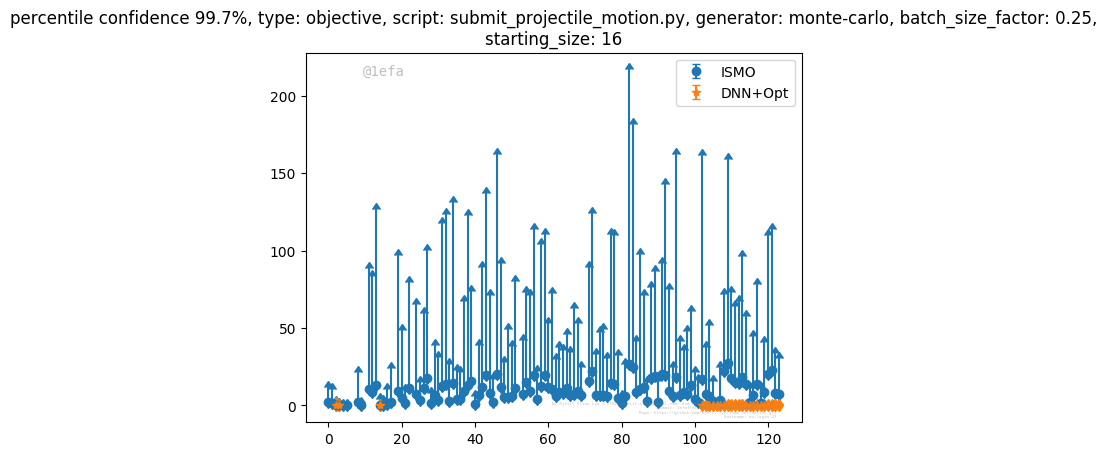 percentile confidence 99.7%, type: objective, script: submit_projectile_motion.py, generator: monte-carlo, batch_size_factor: 0.25,
starting_size: 16
@1efa
ISMO
DNN+Opt
200
150
100
50
0
0 20 40 60 80 100 120